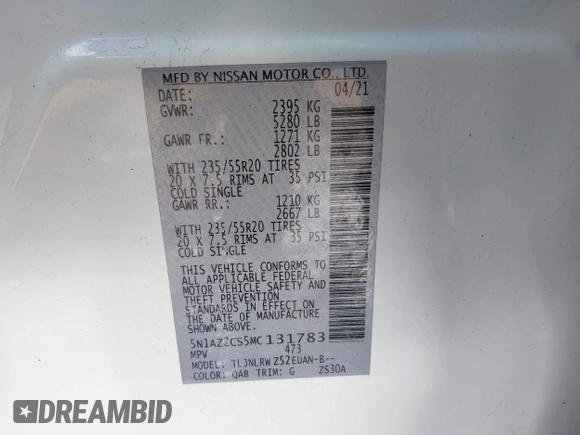 MFD BY NISSAN MOTOR CO., LTD.
DATE: 04/21
GVWR: 2395 KG
5280 LB
GAWR FR.: 1271 KG
2802 LB
WITH 235/55R20 TIRES
20 X 7.5 RIMS AT 35 PSI
COLD SINGLE
GAWR RR.: 1210 KG
2667 LB
WITH 235/55R20 TIRES
20 X 7.5 RIMS AT 35 PSI
COLD SINGLE
THIS VEHICLE CONFORMS TO
ALL APPLICABLE FEDERAL
MOTOR VEHICLE SAFETY AND
THEFT PREVENTION
STANDARDS IN EFFECT ON
THE DATE OF MANUFACTURE
SHOWN ABOVE.
5N1AZ2CS5MC131783
MPV 473
MODEL: TLJNLRWZ52EUAN-B--
COLOR: QAB TRIM: G ZS30A
DREAMBID
dreambid.com